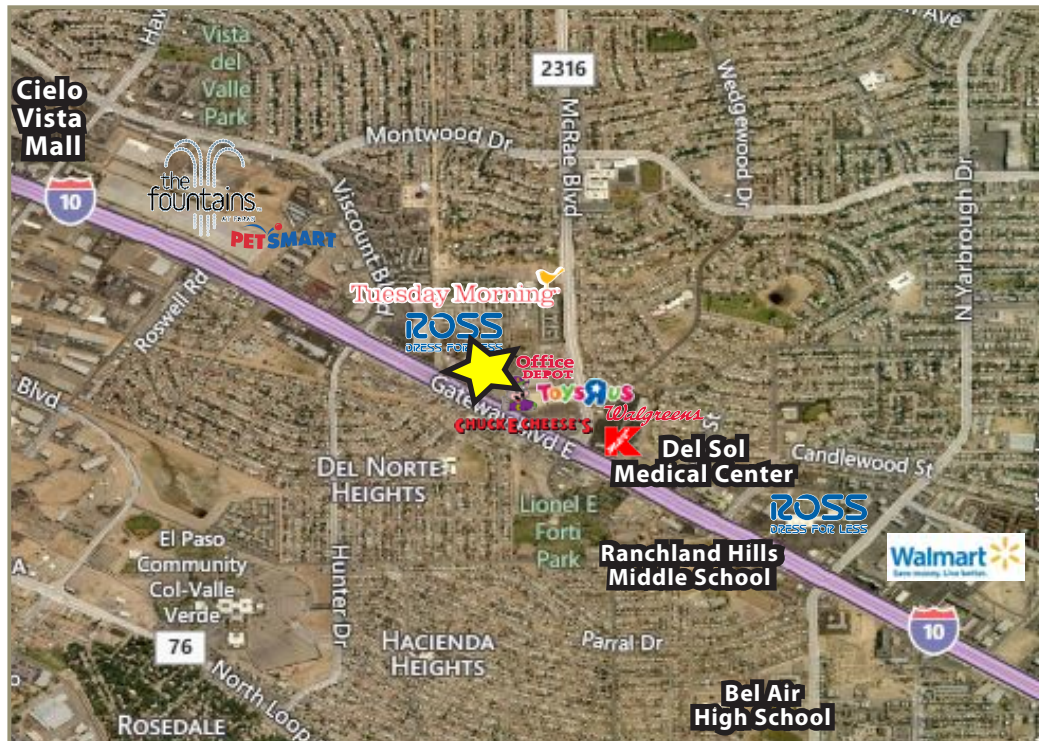 Vista
del
Valle
Park
2316
Cielo
Vista
Mall
Montwood Dr
McRae Blvd
Wedgewood Dr
N Yarbrough Dr
the
fountains
PETSMART
10
Viscount B
Roswell Rd
Tuesday Morning
ROSS
DRESS FOR LESS
Office
DEPOT
TOYSRUS
Gateway Blvd E
CHUCK E CHEESE'S
Walgreens
K
St
Blvd
DEL NORTE
HEIGHTS
Del Sol
Medical Center
Candlewood St
Lionel E
Forti
Park
ROSS
DRESS FOR LESS
El Paso
Community
Col-Valle
Verde
Hunter Dr
Ranchland Hills
Middle School
Walmart
Save money. Live better.
76
North Loop
HACIENDA
HEIGHTS
Parral Dr
10
ROSEDALE
Bel Air
High School